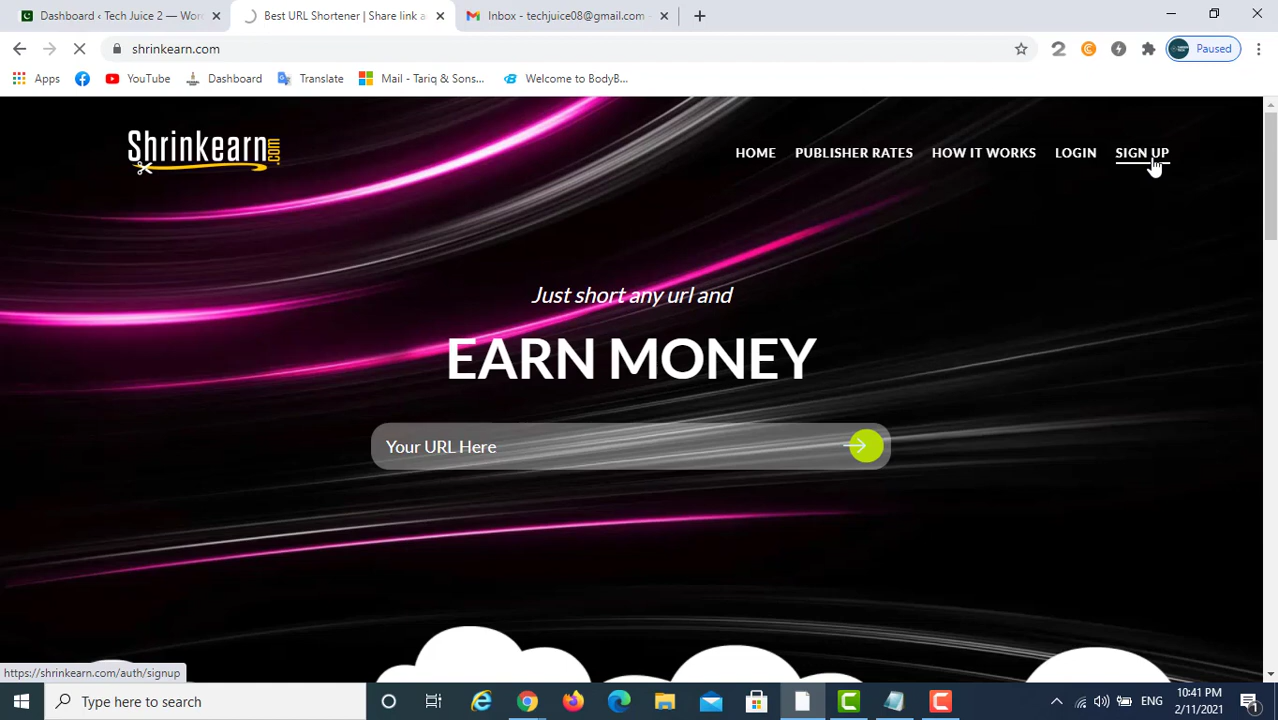 Dashboard ‹ Tech Juice 2 — Wor
Best URL Shortener | Share link a
Inbox - techjuice08@gmail.com -
shrinkearn.com
Paused
Apps
YouTube
Dashboard
Translate
Mail - Tariq & Sons...
Welcome to BodyB...
Shrinkearn.com
HOME
PUBLISHER RATES
HOW IT WORKS
LOGIN
SIGN UP
Just short any url and
EARN MONEY
Your URL Here
https://shrinkearn.com/auth/signup
Type here to search
ENG
10:41 PM
2/11/2021
1